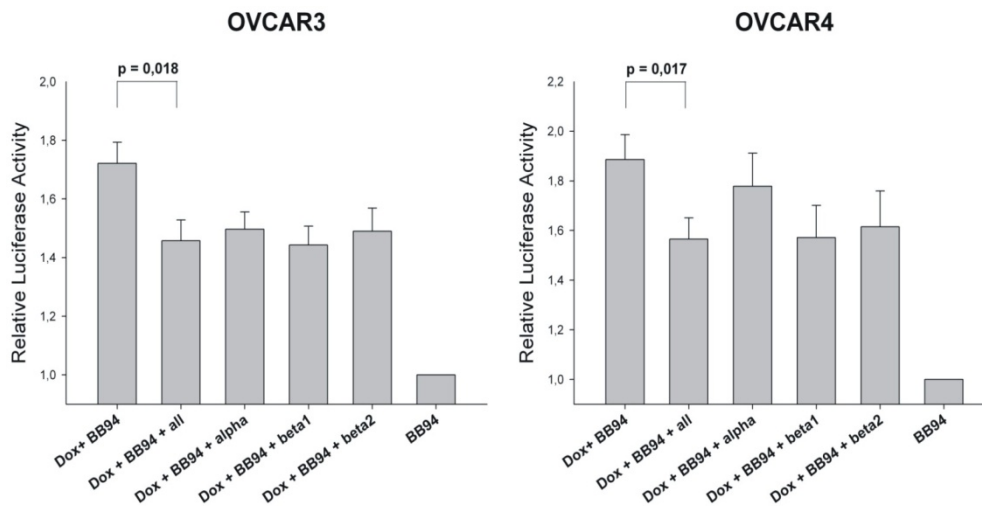 OVCAR3
p = 0,018
Relative Luciferase Activity
2,0
1,8
1,6
1,4
1,2
1,0
Dox+ BB94
Dox + BB94 + all
Dox + BB94 + alpha
Dox + BB94 + beta1
Dox + BB94 + beta2
BB94
OVCAR4
p = 0,017
Relative Luciferase Activity
2,2
2,0
1,8
1,6
1,4
1,2
1,0
Dox+ BB94
Dox + BB94 + all
Dox + BB94 + alpha
Dox + BB94 + beta1
Dox + BB94 + beta2
BB94